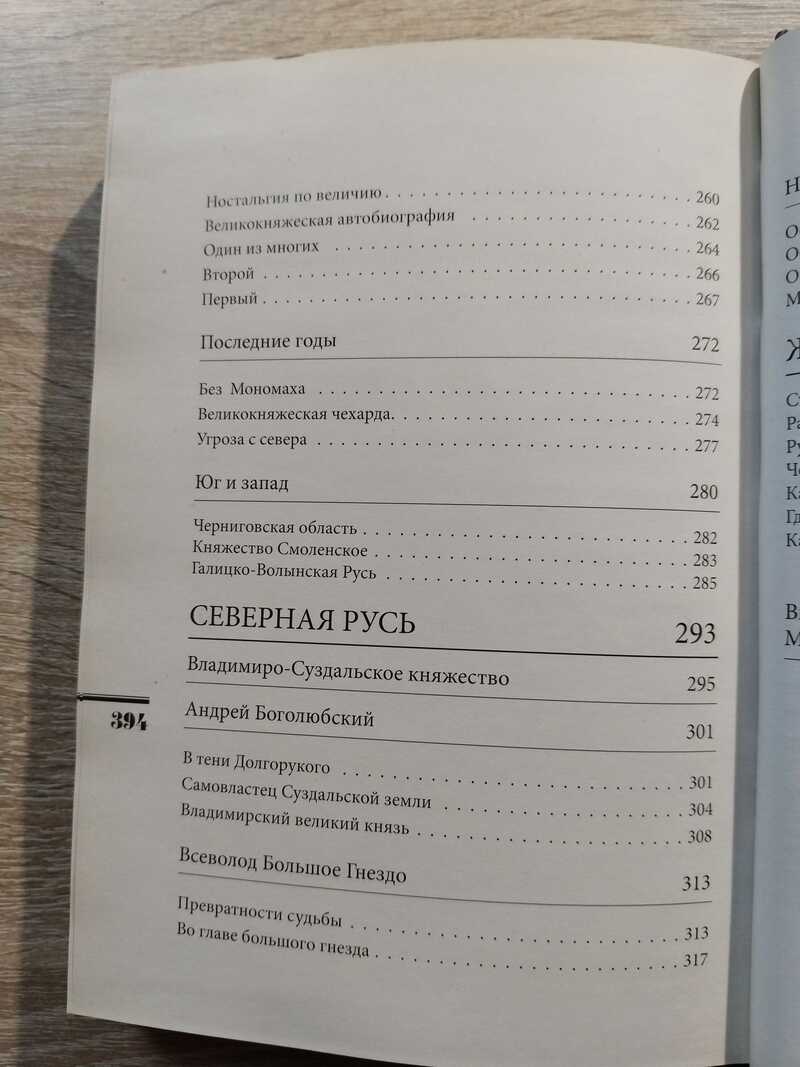 Ностальгия по величию . . . . . . . . . . . . . . . . . . . . . . . 260
Великокняжеская автобиография . . . . . . . . . . . . . . . . . 262
Один из многих . . . . . . . . . . . . . . . . . . . . . . . . . . . 264
Второй . . . . . . . . . . . . . . . . . . . . . . . . . . . . . . . . 266
Первый . . . . . . . . . . . . . . . . . . . . . . . . . . . . . . . . 267
Последние годы 272
Без Мономаха . . . . . . . . . . . . . . . . . . . . . . . . . . . . 272
Великокняжеская чехарда. . . . . . . . . . . . . . . . . . . . . . 274
Угроза с севера . . . . . . . . . . . . . . . . . . . . . . . . . . . 277
Юг и запад 280
Черниговская область . . . . . . . . . . . . . . . . . . . . . . . . 282
Княжество Смоленское . . . . . . . . . . . . . . . . . . . . . . . 283
Галицко-Волынская Русь . . . . . . . . . . . . . . . . . . . . . . 285
СЕВЕРНАЯ РУСЬ 293
Владимиро-Суздальское княжество 295
Андрей Боголюбский 301
В тени Долгорукого . . . . . . . . . . . . . . . . . . . . . . . . . 301
Самовластец Суздальской земли . . . . . . . . . . . . . . . . . 304
Владимирский великий князь . . . . . . . . . . . . . . . . . . . 308
Всеволод Большое Гнездо 313
Превратности судьбы . . . . . . . . . . . . . . . . . . . . . . . . 313
Во главе большого гнезда . . . . . . . . . . . . . . . . . . . . . 317
394